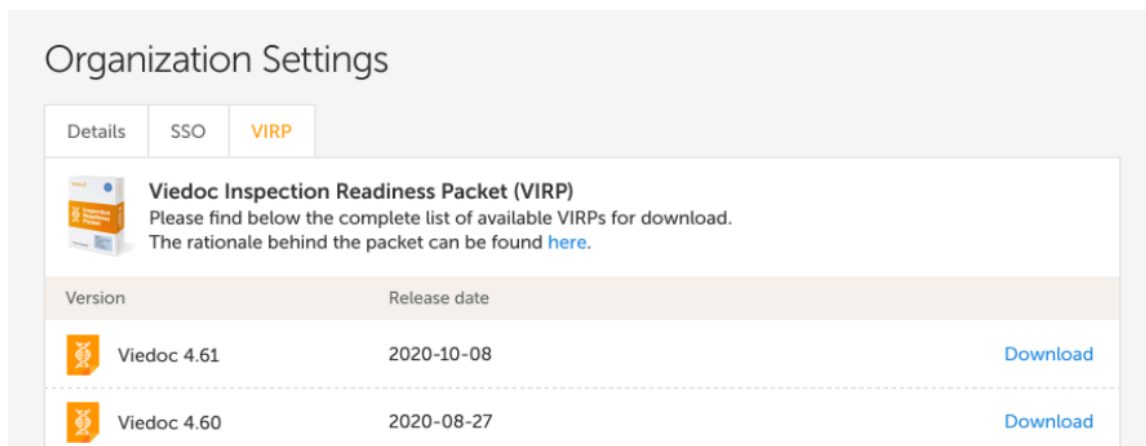 Organization Settings
Details SSO VIRP
Viedoc Inspection Readiness Packet (VIRP)
Please find below the complete list of available VIRPs for download.
The rationale behind the packet can be found here.
Version Release date
Viedoc 4.61 2020-10-08 Download
Viedoc 4.60 2020-08-27 Download